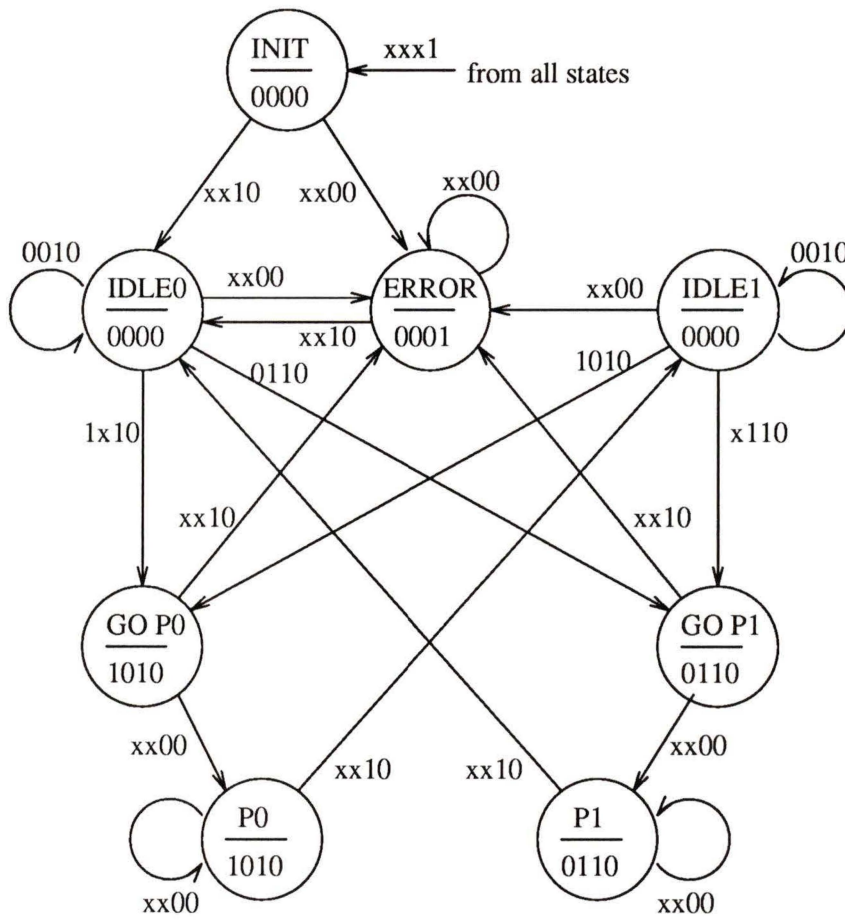 INIT
0000
xxx1
from all states
xx10
xx00
xx00
0010
IDLE0
0000
xx00
xx10
ERROR
0001
xx00
IDLE1
0000
0010
0110
1010
1x10
x110
xx10
xx10
GO P0
1010
GO P1
0110
xx00
xx10
xx10
xx00
P0
1010
P1
0110
xx00
xx00